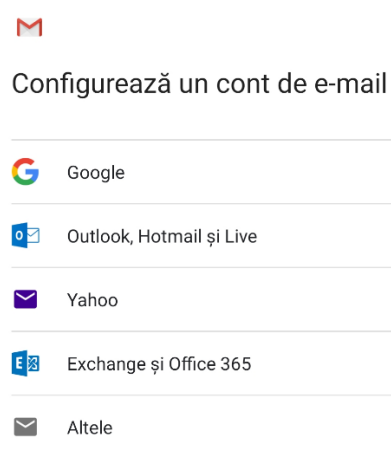 Configurează un cont de e-mail
Google
Outlook, Hotmail și Live
Yahoo
Exchange și Office 365
Altele